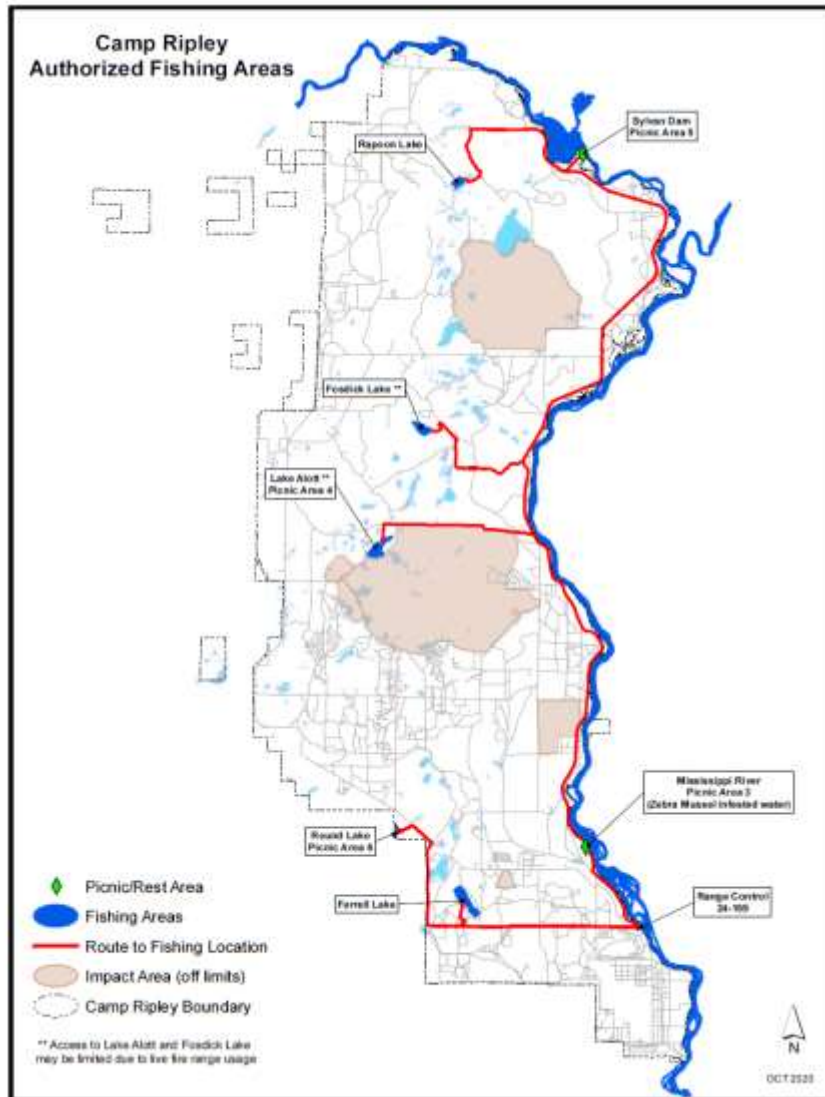 Camp Ripley
Authorized Fishing Areas
Sylvan Dam
Picnic Area 5
Rapoon Lake
Fosdick Lake **
Lake Alott **
Picnic Area 4
Mississippi River
Picnic Area 3
(Zebra Mussel infested water)
Round Lake
Picnic Area 6
Ferrell Lake
Range Control
24-165
Picnic/Rest Area
Fishing Areas
Route to Fishing Location
Impact Area (off limits)
Camp Ripley Boundary
** Access to Lake Alott and Fosdick Lake
may be limited due to live fire range usage
N
OCT 2020